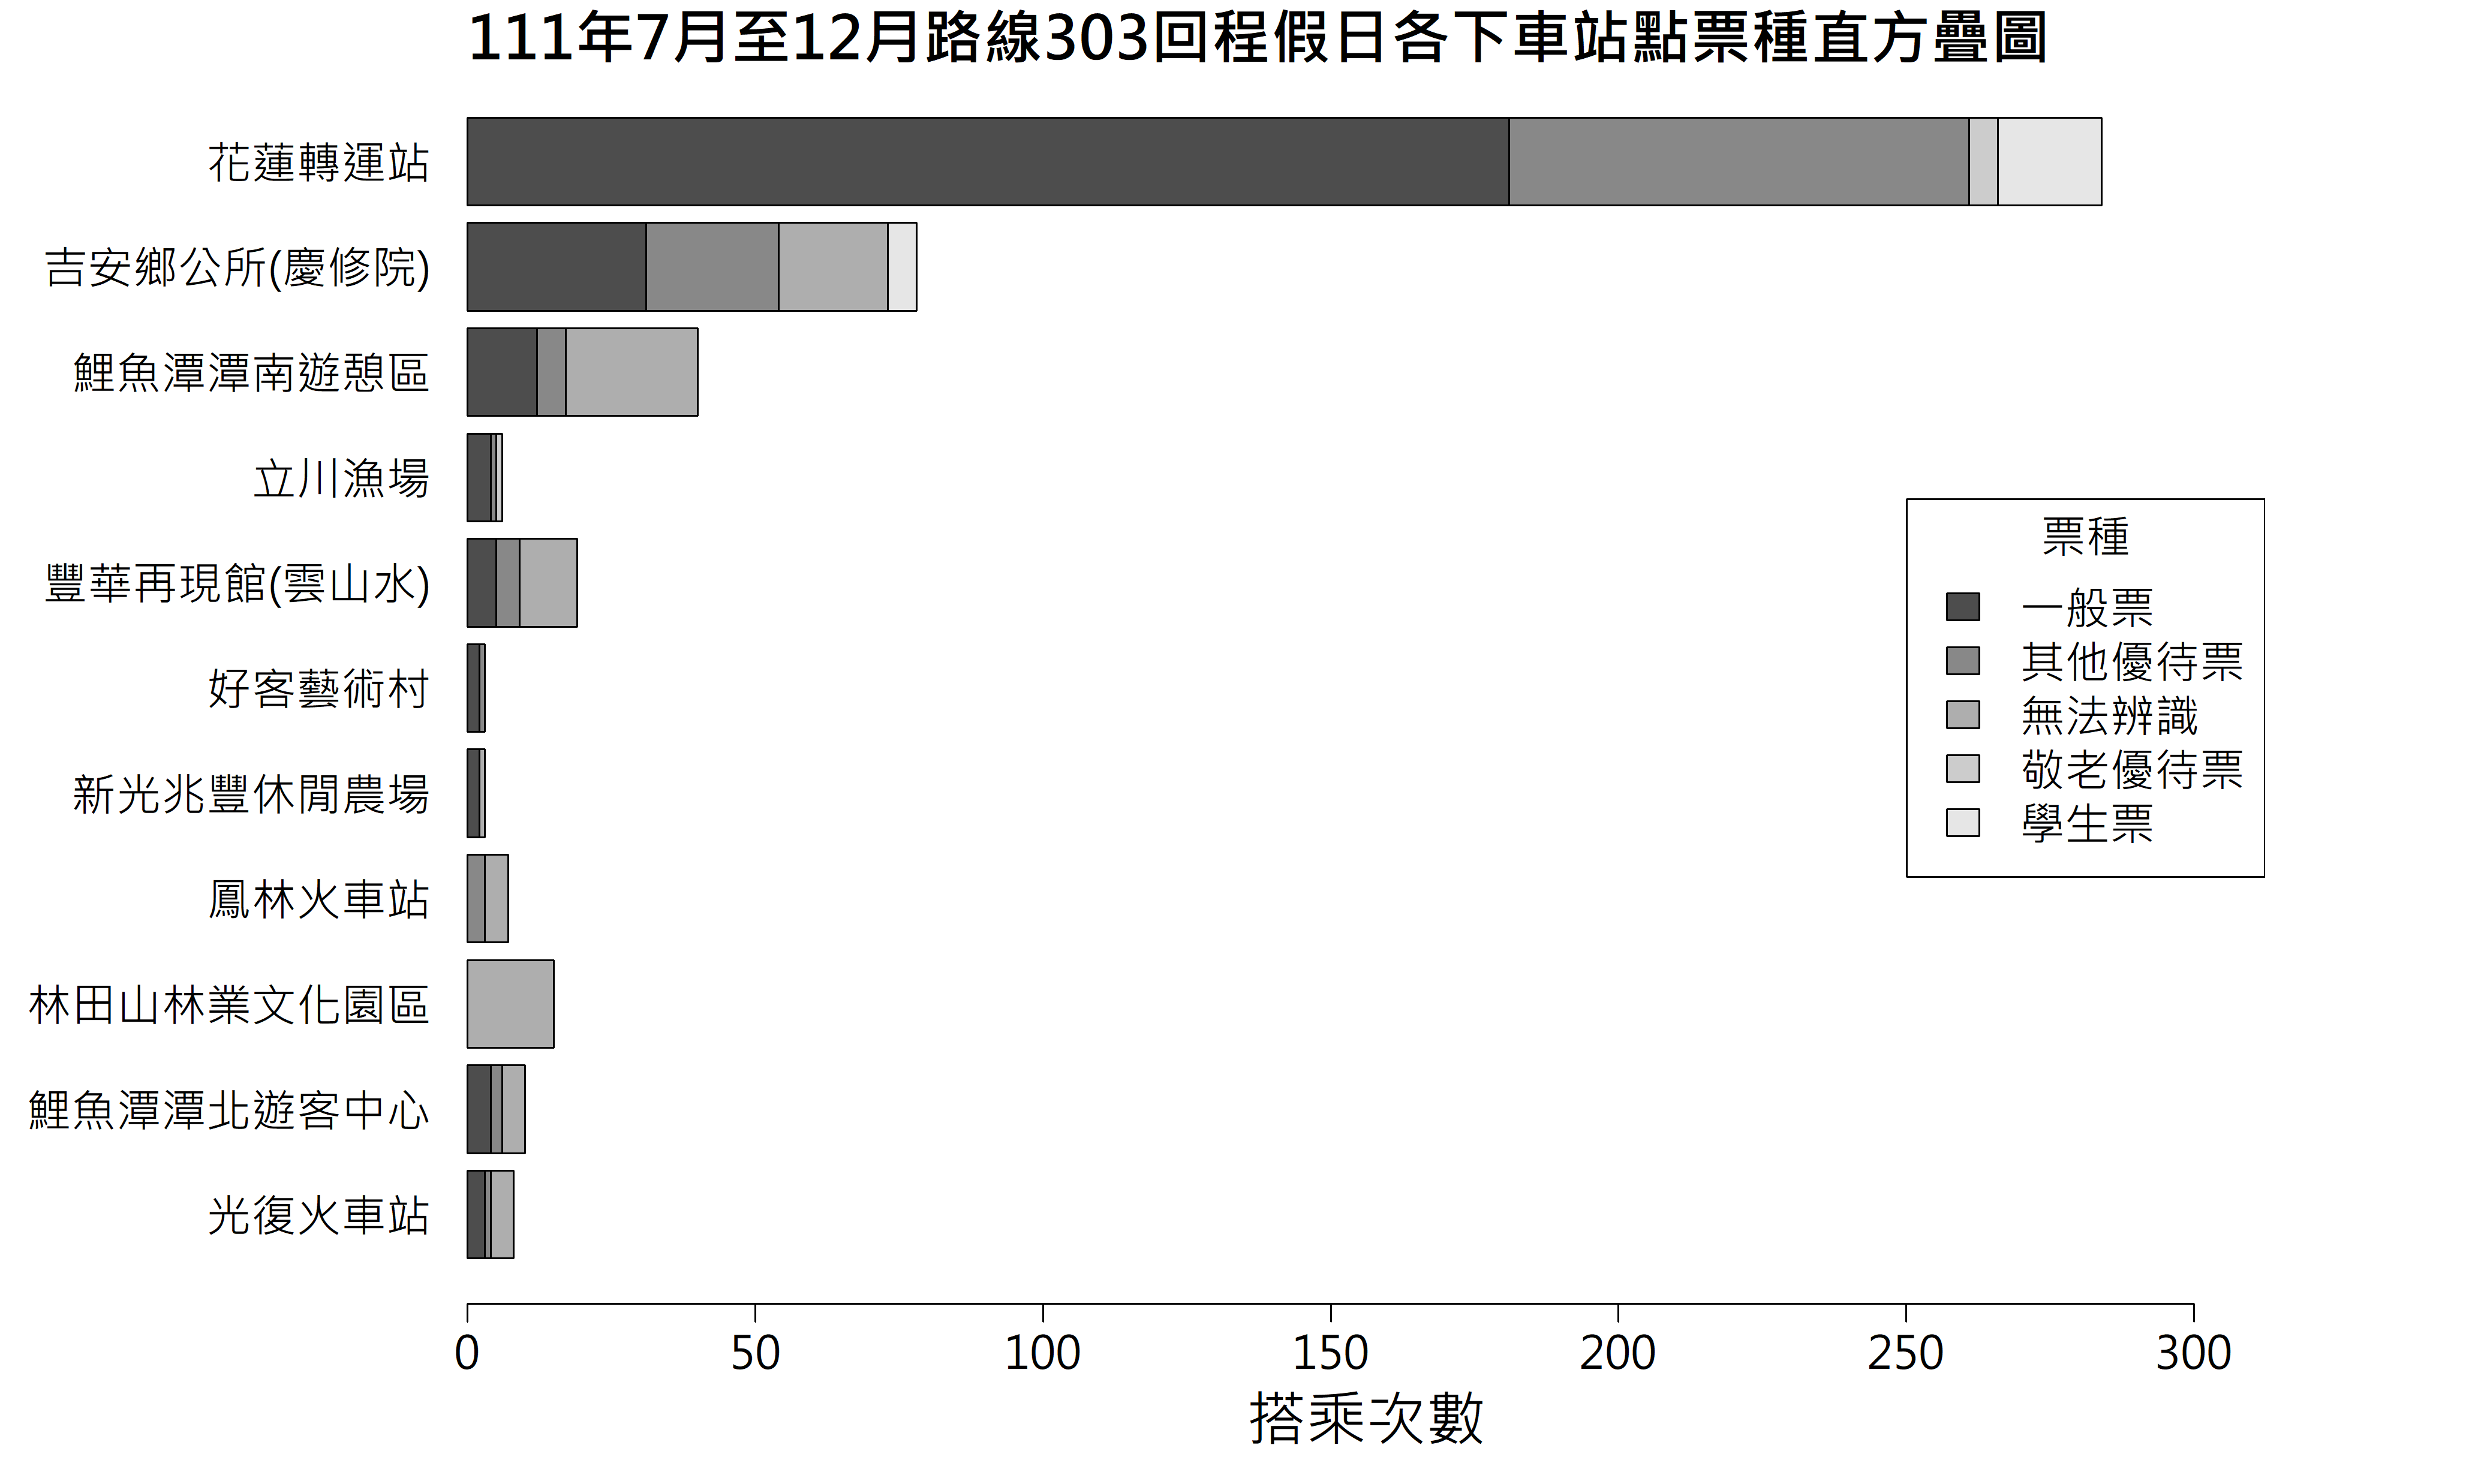 111年7月至12月路線303回程假日各下車站點票種直方疊圖
花蓮轉運站
吉安鄉公所(慶修院)
鯉魚潭潭南遊憩區
立川漁場
豐華再現館(雲山水)
好客藝術村
新光兆豐休閒農場
鳳林火車站
林田山林業文化園區
鯉魚潭潭北遊客中心
光復火車站
票種
一般票
其他優待票
無法辨識
敬老優待票
學生票
0 50 100 150 200 250 300
搭乘次數